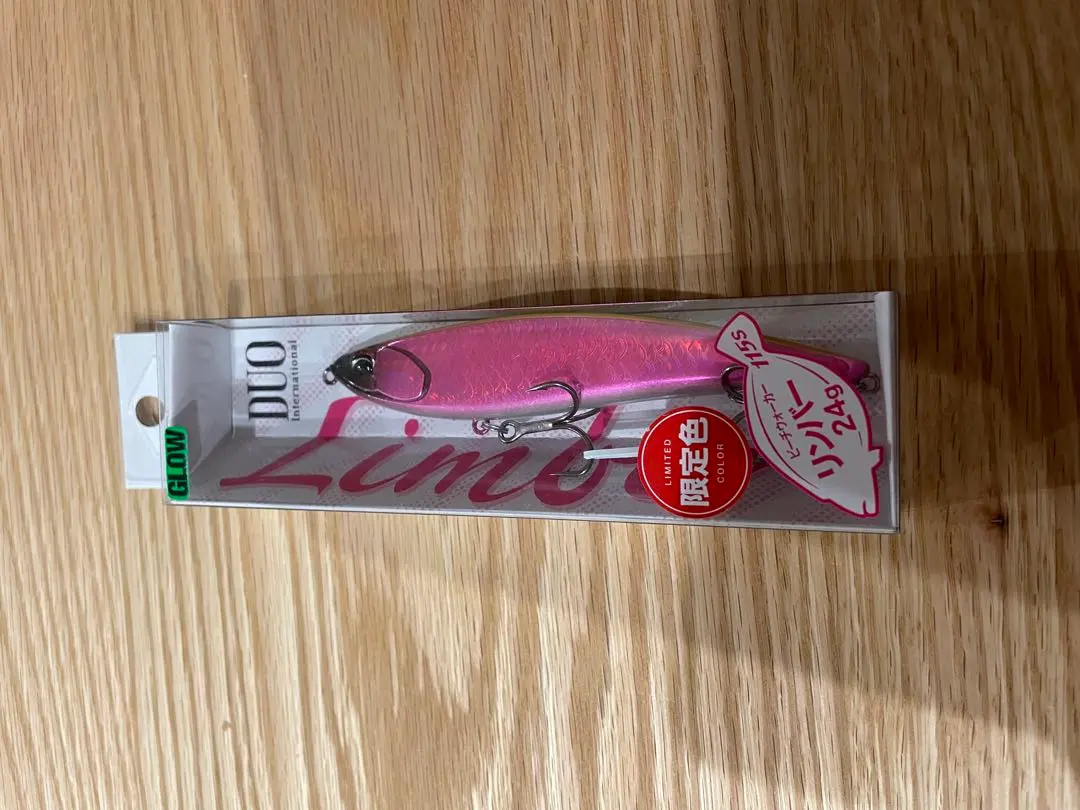 GLOW
DUO
International
Limb
LIMITED
限定色
COLOR
115S
ビーチウォーカー
リンバー
24g